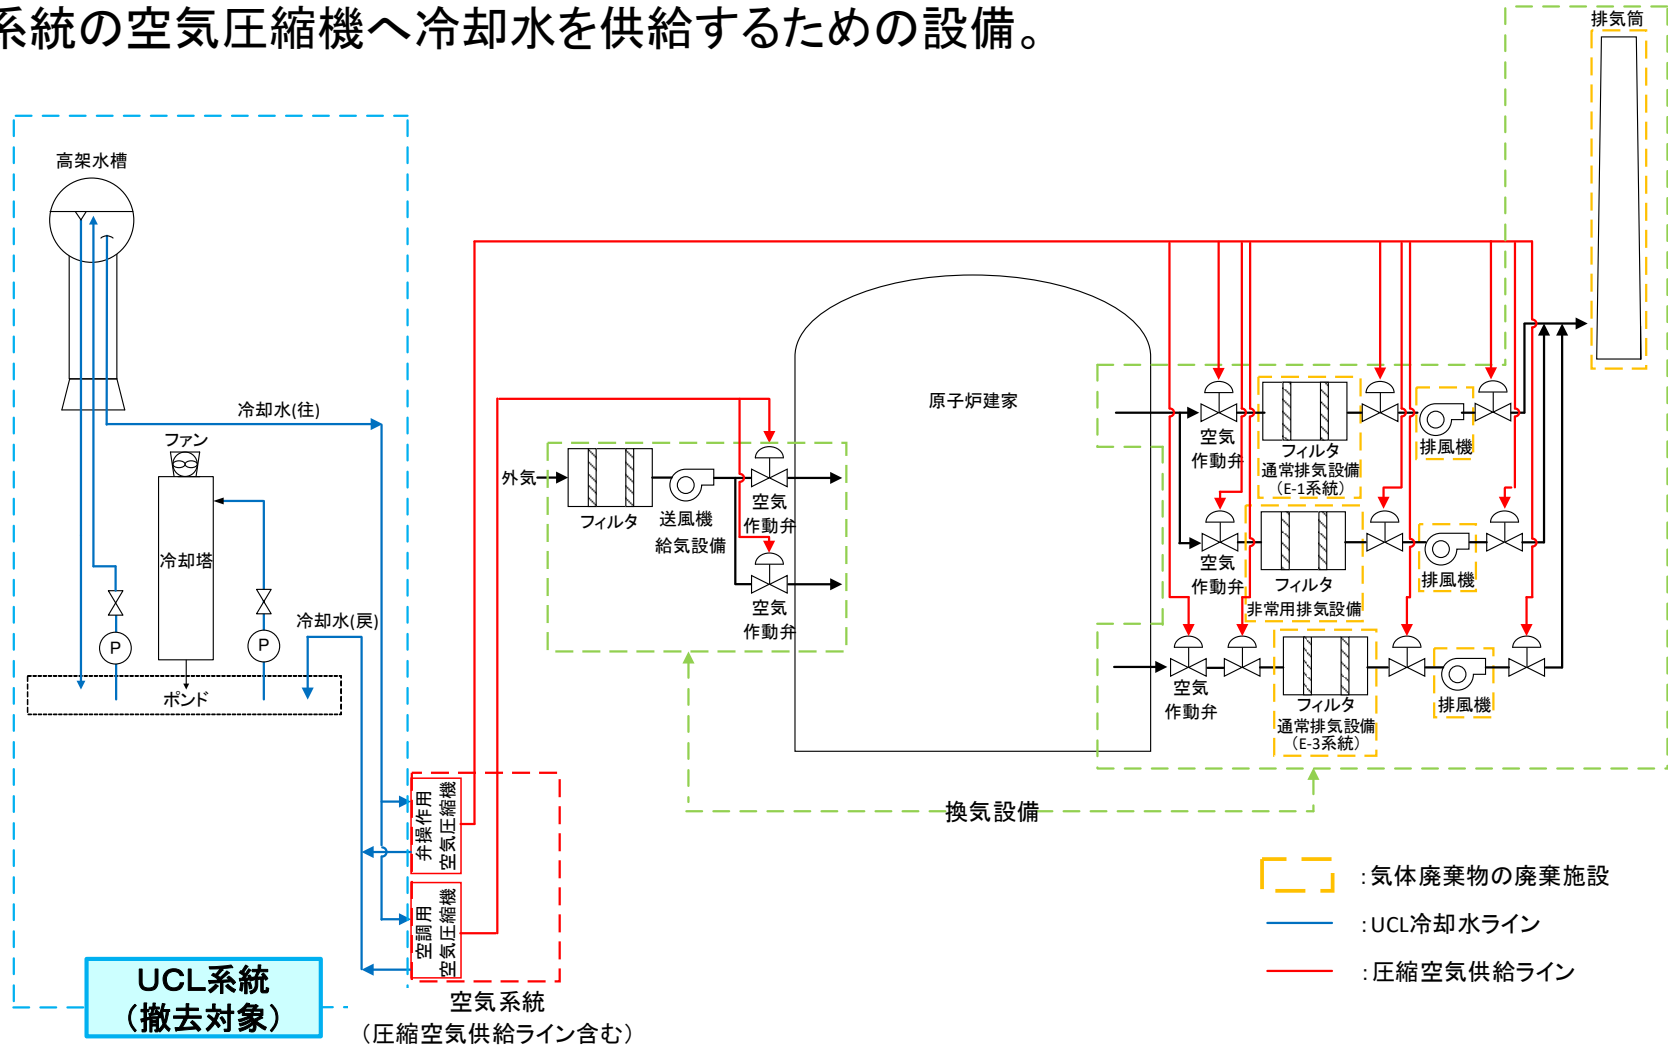 系統の空気圧縮機へ冷却水を供給するための設備。
排気筒
高架水槽
冷却水(往)
ファン
冷却塔
冷却水(戻)
P
P
ポンド
外気
フィルタ
送風機
給気設備
空気
作動弁
空気
作動弁
原子炉建家
空気
作動弁
フィルタ
通常排気設備
(E-1系統)
排風機
空気
作動弁
フィルタ
非常用排気設備
排風機
空気
作動弁
フィルタ
通常排気設備
(E-3系統)
排風機
換気設備
弁操作用
空気圧縮機
空調用
空気圧縮機
空気系統
(圧縮空気供給ライン含む)
UCL系統
(撤去対象)
:気体廃棄物の廃棄施設
:UCL冷却水ライン
:圧縮空気供給ライン